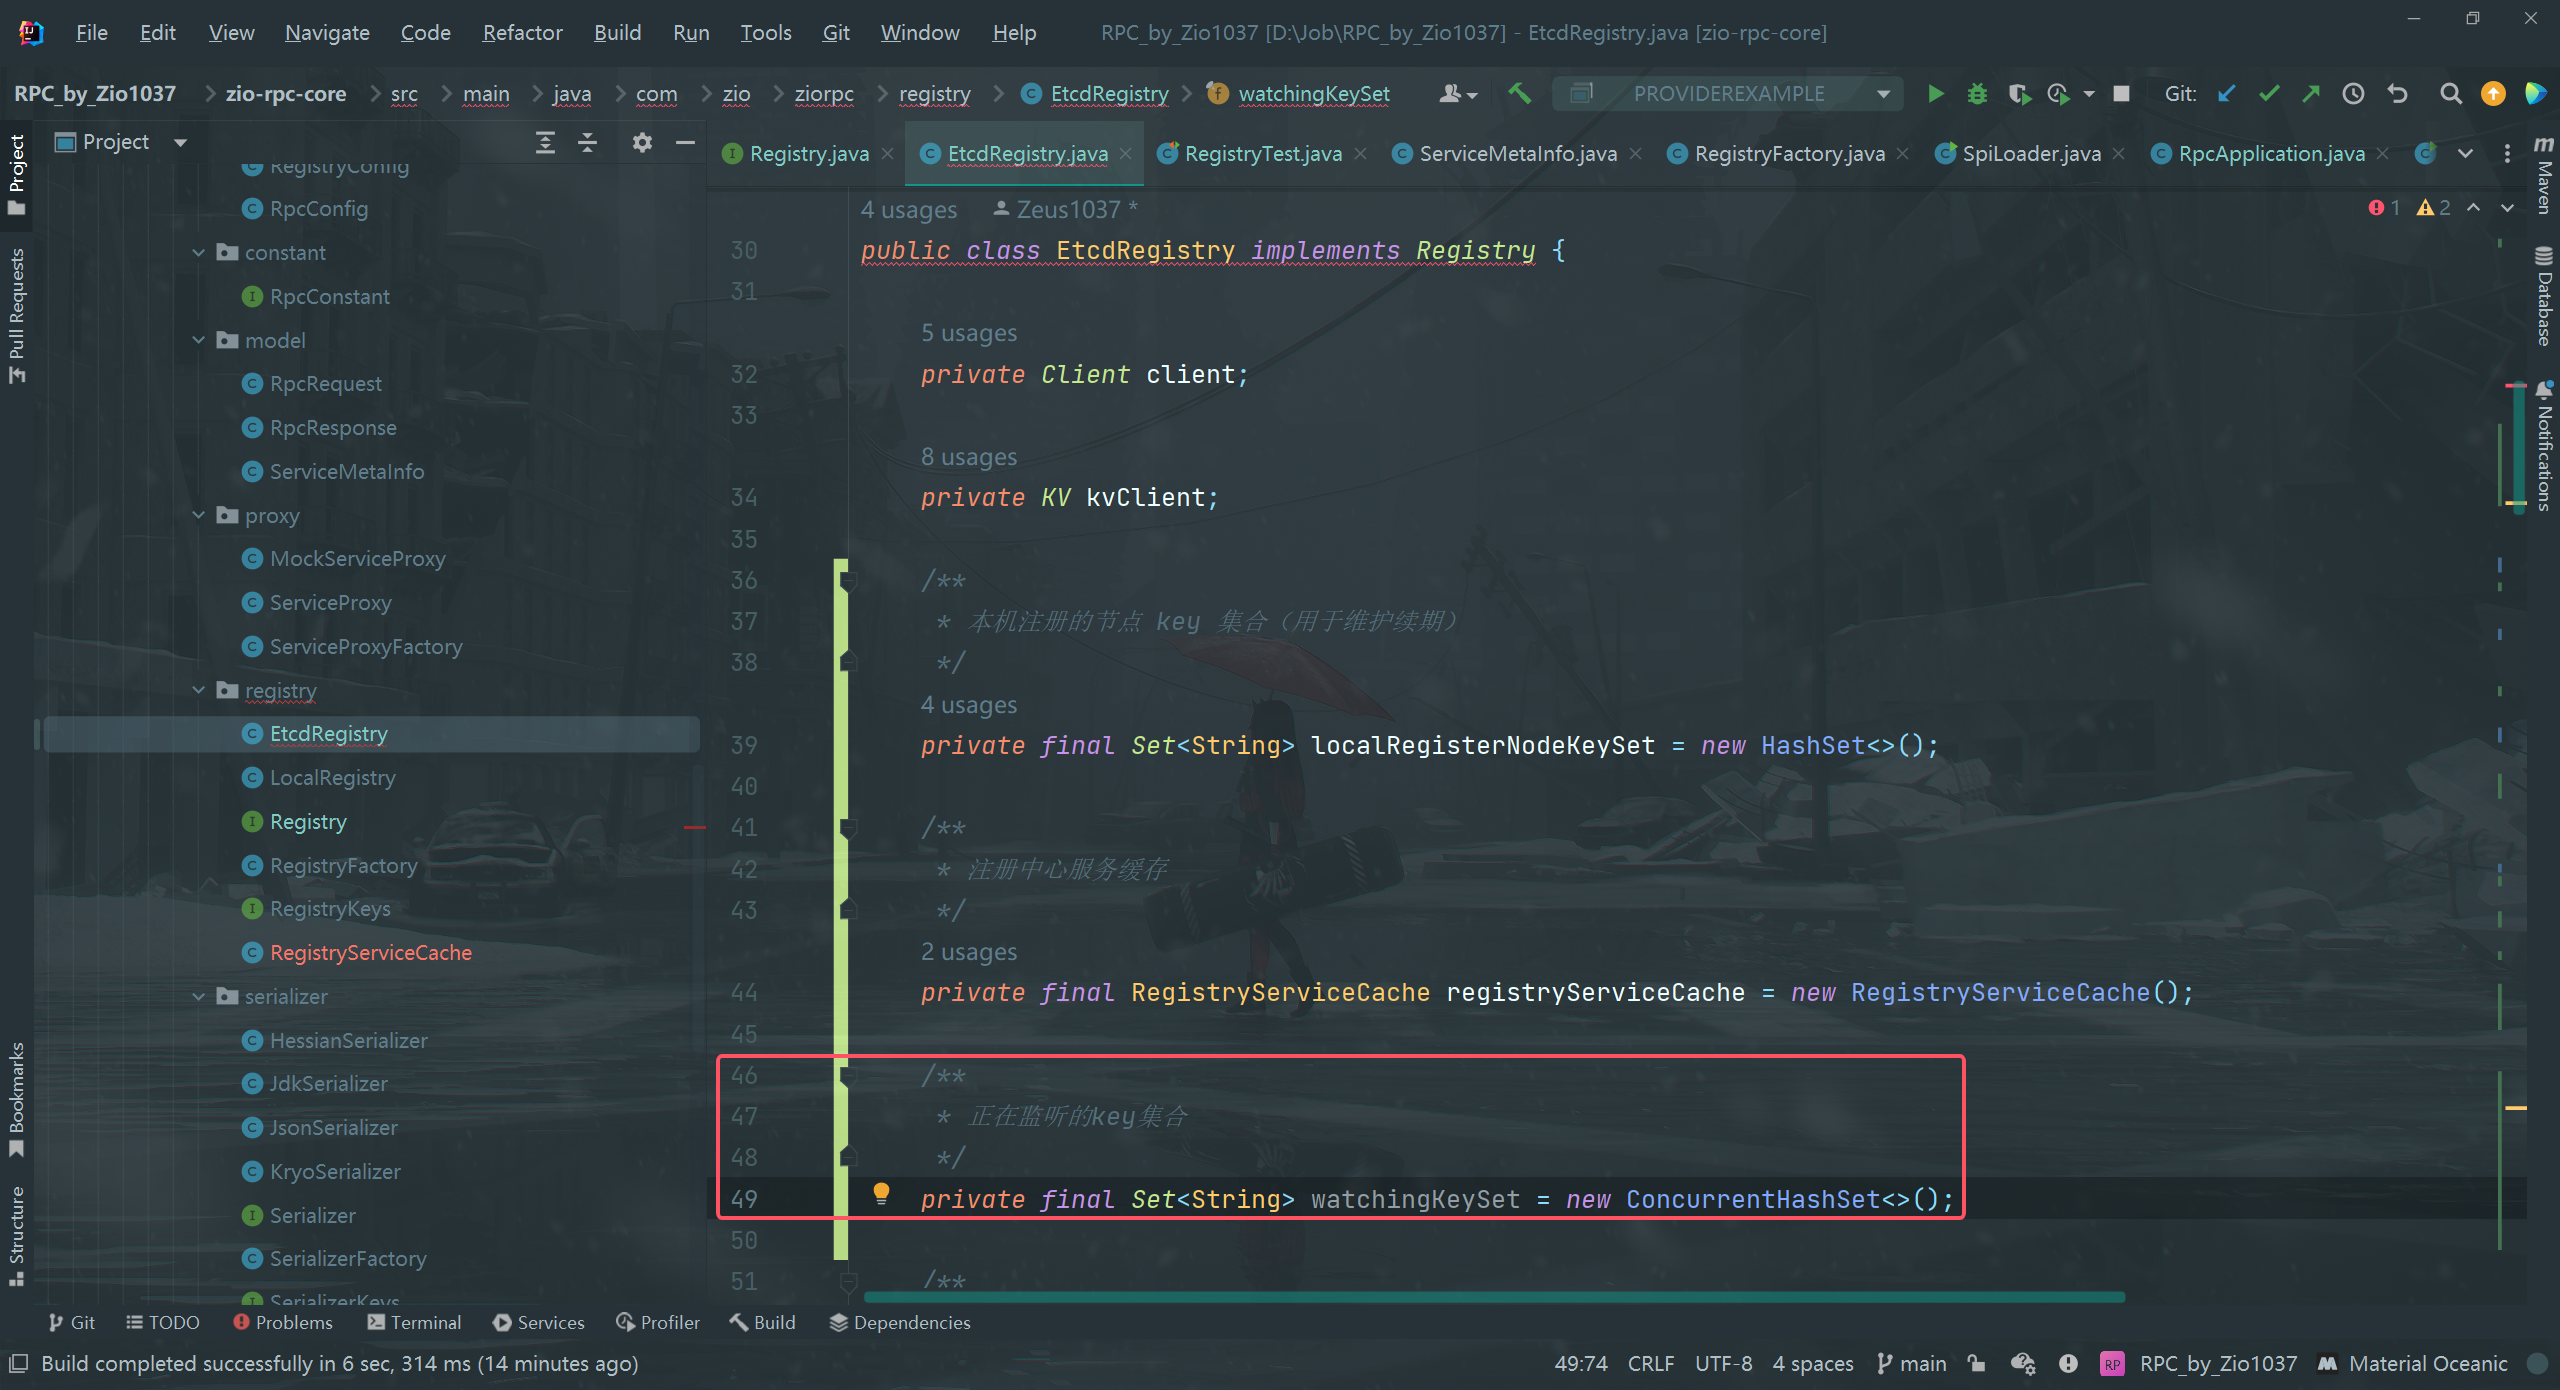 File Edit View Navigate Code Refactor Build Run Tools Git Window Help RPC_by_Zio1037 [D:\Job\RPC_by_Zio1037] - EtcdRegistry.java [zio-rpc-core]
RPC_by_Zio1037 zio-rpc-core src main java com zio ziorpc registry EtcdRegistry watchingKeySet PROVIDEREXAMPLE Git:
Project
Registry.java EtcdRegistry.java RegistryTest.java ServiceMetaInfo.java RegistryFactory.java SpiLoader.java RpcApplication.java
Project
Pull Requests
Bookmarks
Structure
RegistryConfig
RpcConfig
constant
RpcConstant
model
RpcRequest
RpcResponse
ServiceMetaInfo
proxy
MockServiceProxy
ServiceProxy
ServiceProxyFactory
registry
EtcdRegistry
LocalRegistry
Registry
RegistryFactory
RegistryKeys
RegistryServiceCache
serializer
HessianSerializer
JdkSerializer
JsonSerializer
KryoSerializer
Serializer
SerializerFactory
SerializerKeys
4 usages Zeus1037 *
1 2
30 public class EtcdRegistry implements Registry {
31
5 usages
32 private Client client;
33
8 usages
34 private KV kvClient;
35
36 /**
37 * 本机注册的节点 key 集合（用于维护续期）
38 */
4 usages
39 private final Set<String> localRegisterNodeKeySet = new HashSet<>();
40
41 /**
42 * 注册中心服务缓存
43 */
2 usages
44 private final RegistryServiceCache registryServiceCache = new RegistryServiceCache();
45
46 /**
47 * 正在监听的key集合
48 */
49 private final Set<String> watchingKeySet = new ConcurrentHashSet<>();
50
51 /**
Maven
Database
Notifications
Git TODO Problems Terminal Services Profiler Build Dependencies
Build completed successfully in 6 sec, 314 ms (14 minutes ago) 49:74 CRLF UTF-8 4 spaces main RP RPC_by_Zio1037 Material Oceanic